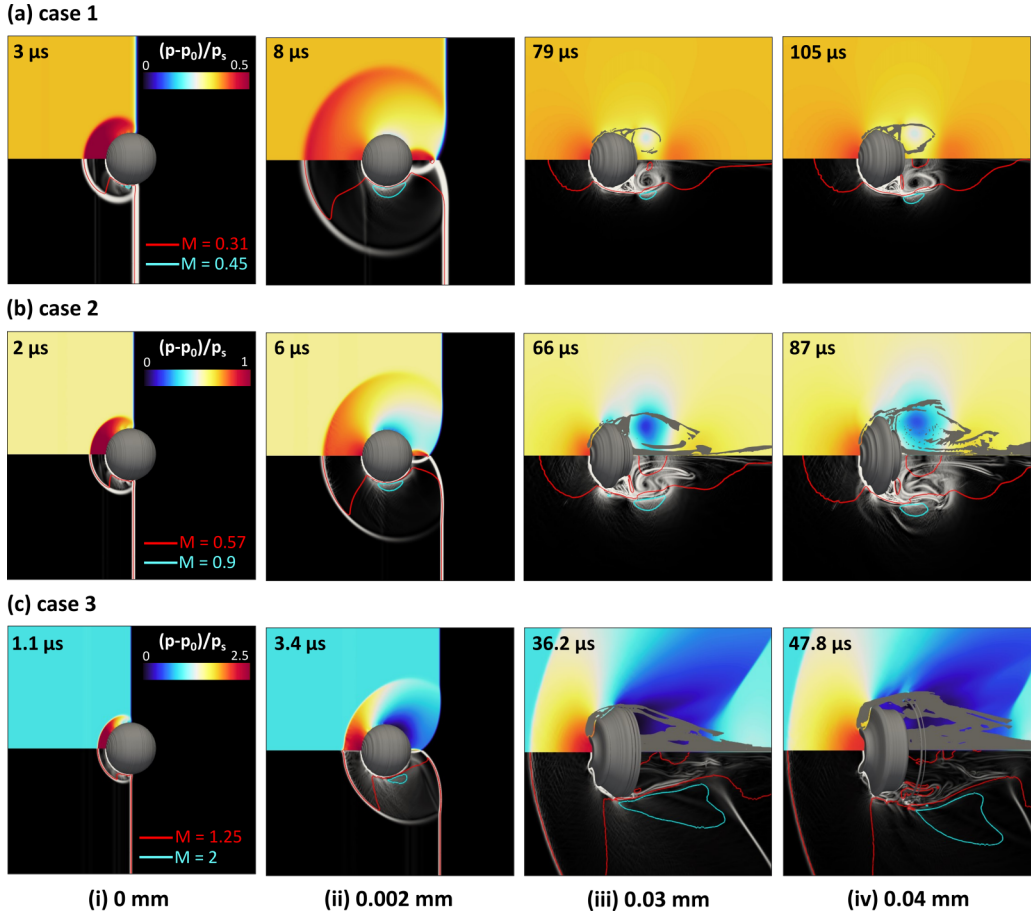 (a) case 1
3 μs
(p-p₀)/pₛ
0 0.5
M = 0.31
M = 0.45
8 μs
79 μs
105 μs
(b) case 2
2 μs
(p-p₀)/pₛ
0 1
M = 0.57
M = 0.9
6 μs
66 μs
87 μs
(c) case 3
1.1 μs
(p-p₀)/pₛ
0 2.5
M = 1.25
M = 2
3.4 μs
36.2 μs
47.8 μs
(i) 0 mm
(ii) 0.002 mm
(iii) 0.03 mm
(iv) 0.04 mm